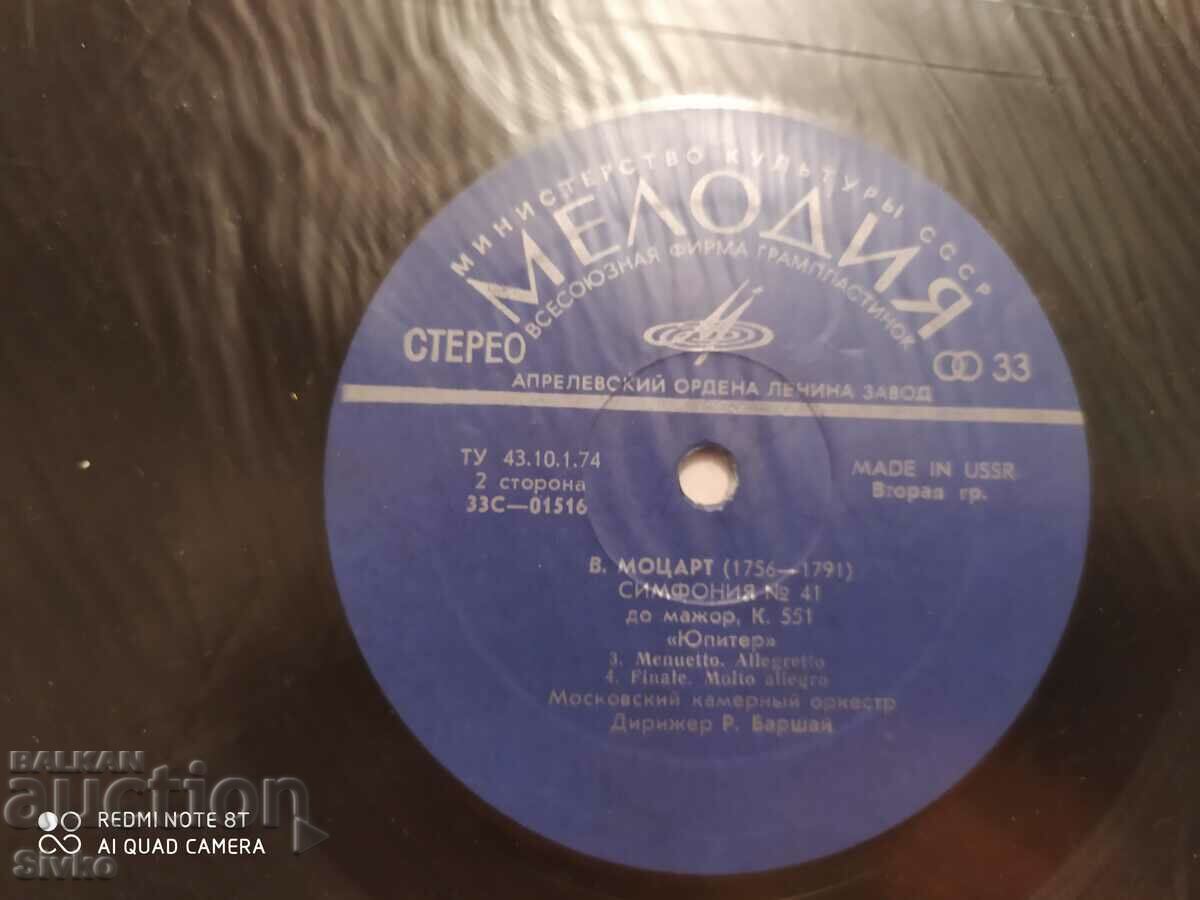 МИНИСТЕРСТВО КУЛЬТУРЫ СССР
МЕЛОДИЯ
ВСЕСОЮЗНАЯ ФИРМА ГРАМПЛАСТИНОК
СТЕРЕО
33
АПРЕЛЕВСКИЙ ОРДЕНА ЛЕНИНА ЗАВОД
ТУ 43.10.1.74
2 сторона
33С—01516
MADE IN USSR
Вторая гр.
В. МОЦАРТ (1756—1791)
СИМФОНИЯ № 41
до мажор, К. 551
«Юпитер»
3. Menuetto. Allegretto
4. Finale. Molto allegro
Московский камерный оркестр
Дирижер Р. Баршай
BALKAN
auction
REDMI NOTE 8T
AI QUAD CAMERA
Sivko